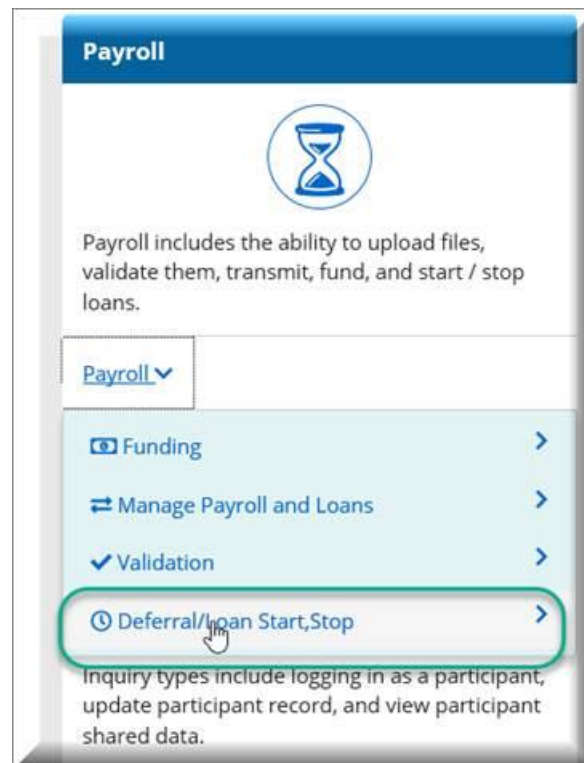 Payroll
Payroll includes the ability to upload files,
validate them, transmit, fund, and start / stop
loans.
Payroll
Funding
Manage Payroll and Loans
Validation
Deferral/Loan Start,Stop
Inquiry types include logging in as a participant,
update participant record, and view participant
shared data.